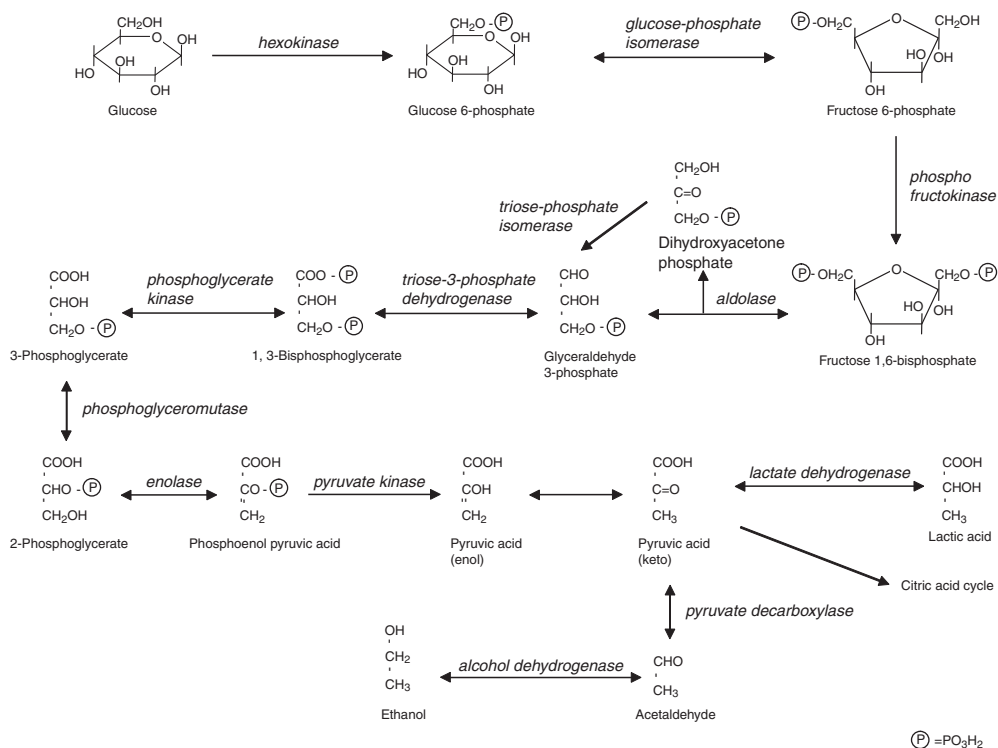 CH2OH
O
OH
HO
OH
OH
Glucose
hexokinase
CH2O-P
O
OH
OH
HO
OH
Glucose 6-phosphate
glucose-phosphate
isomerase
P-OH2C
O
CH2OH
HO
OH
OH
Fructose 6-phosphate
phospho
fructokinase
CH2OH
C=O
CH2O - P
Dihydroxyacetone
phosphate
triose-phosphate
isomerase
COOH
CHOH
CH2O - P
3-Phosphoglycerate
phosphoglycerate
kinase
COO - P
CHOH
CH2O - P
1, 3-Bisphosphoglycerate
triose-3-phosphate
dehydrogenase
CHO
CHOH
CH2O - P
Glyceraldehyde
3-phosphate
aldolase
P-OH2C
O
CH2O-P
HO
OH
OH
Fructose 1,6-bisphosphate
phosphoglyceromutase
COOH
CHO - P
CH2OH
2-Phosphoglycerate
enolase
COOH
CO - P
CH2
Phosphoenol pyruvic acid
pyruvate kinase
COOH
COH
CH2
Pyruvic acid
(enol)
COOH
C=O
CH3
Pyruvic acid
(keto)
lactate dehydrogenase
COOH
CHOH
CH3
Lactic acid
Citric acid cycle
pyruvate decarboxylase
OH
CH2
CH3
Ethanol
alcohol dehydrogenase
CHO
CH3
Acetaldehyde
P =PO3H2